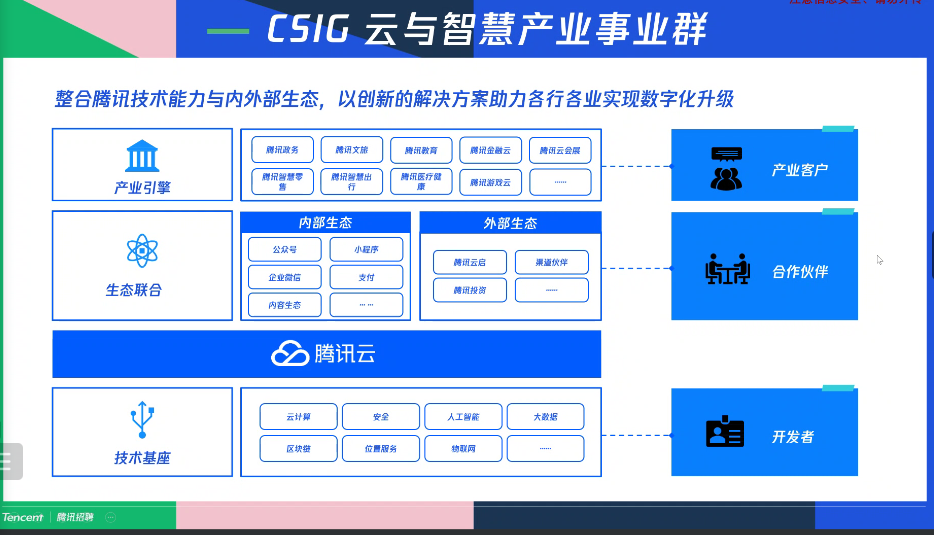 CSIG 云与智慧产业事业群
整合腾讯技术能力与内外部生态，以创新的解决方案助力各行各业实现数字化升级
产业引擎
腾讯政务
腾讯文旅
腾讯教育
腾讯金融云
腾讯云会展
腾讯智慧零
售
腾讯智慧出
行
腾讯医疗健
康
腾讯游戏云
......
产业客户
生态联合
内部生态
公众号
小程序
企业微信
支付
内容生态
... ...
外部生态
腾讯云启
渠道伙伴
腾讯投资
......
合作伙伴
腾讯云
技术基座
云计算
安全
人工智能
大数据
区块链
位置服务
物联网
......
开发者
Tencent | 腾讯招聘